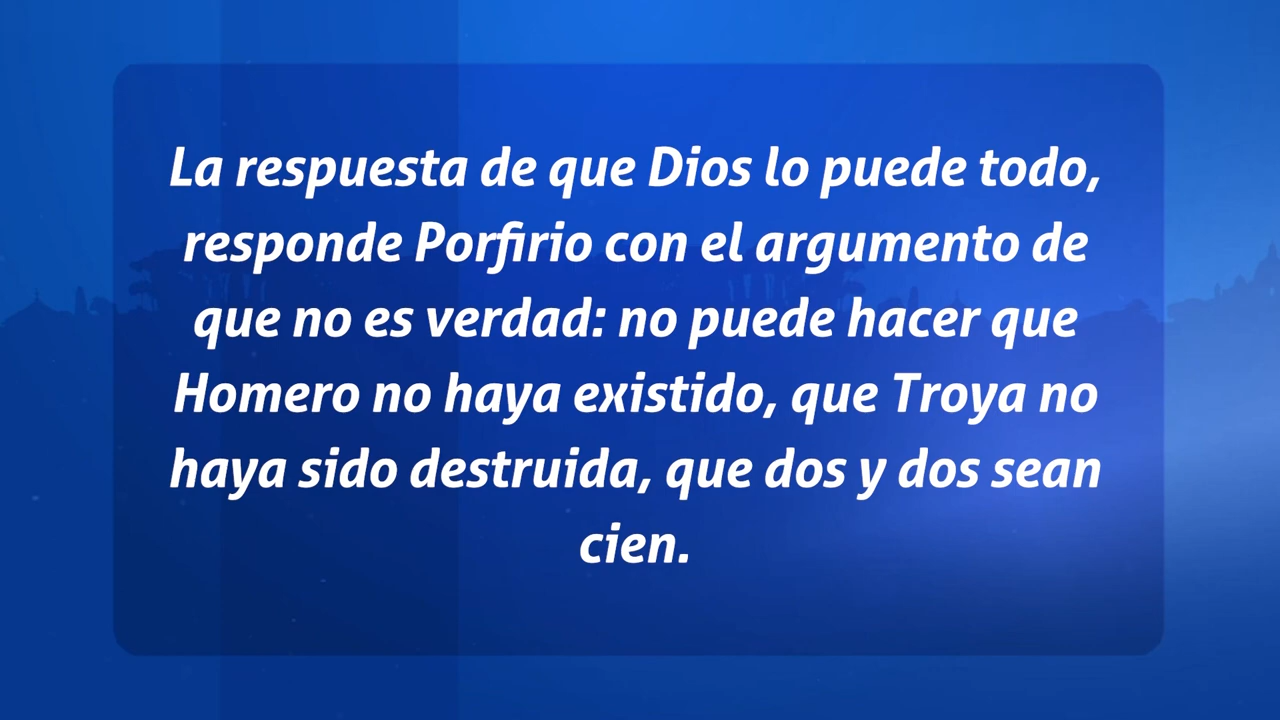 La respuesta de que Dios lo puede todo,
responde Porfirio con el argumento de
que no es verdad: no puede hacer que
Homero no haya existido, que Troya no
haya sido destruida, que dos y dos sean
cien.